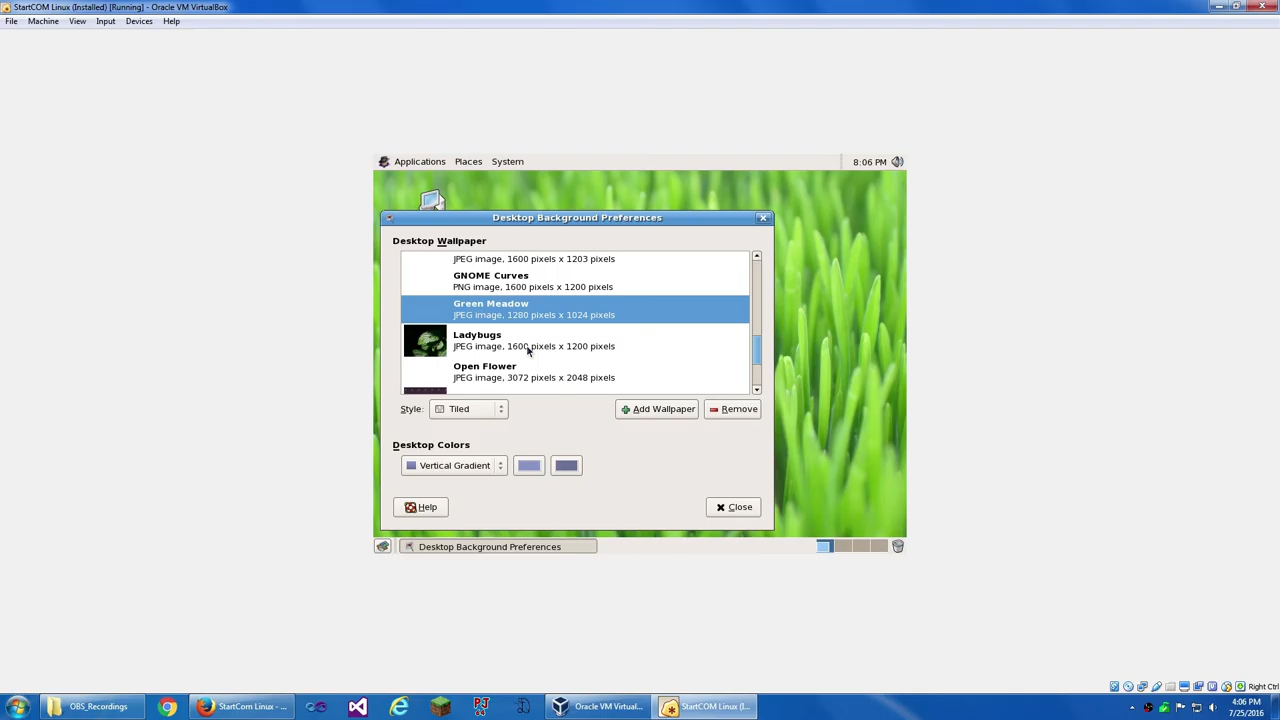 StartCOM Linux (Installed) [Running] - Oracle VM VirtualBox
File Machine View Input Devices Help
Applications Places System 8:06 PM
Desktop Background Preferences
Desktop Wallpaper
JPEG image, 1600 pixels x 1203 pixels
GNOME Curves
PNG image, 1600 pixels x 1200 pixels
Green Meadow
JPEG image, 1280 pixels x 1024 pixels
Ladybugs
JPEG image, 1600 pixels x 1200 pixels
Open Flower
JPEG image, 3072 pixels x 2048 pixels
Style: Tiled Add Wallpaper Remove
Desktop Colors
Vertical Gradient
Help Close
Desktop Background Preferences
Right Ctrl
OBS_Recordings StartCom Linux - ... Oracle VM Virtual... StartCOM Linux (I...
4:06 PM
7/25/2016